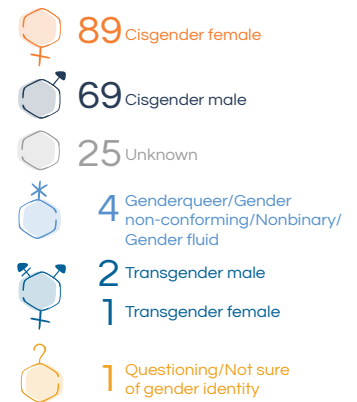 89 Cisgender female
69 Cisgender male
25 Unknown
4 Genderqueer/Gender
non-conforming/Nonbinary/
Gender fluid
2 Transgender male
1 Transgender female
1 Questioning/Not sure
of gender identity